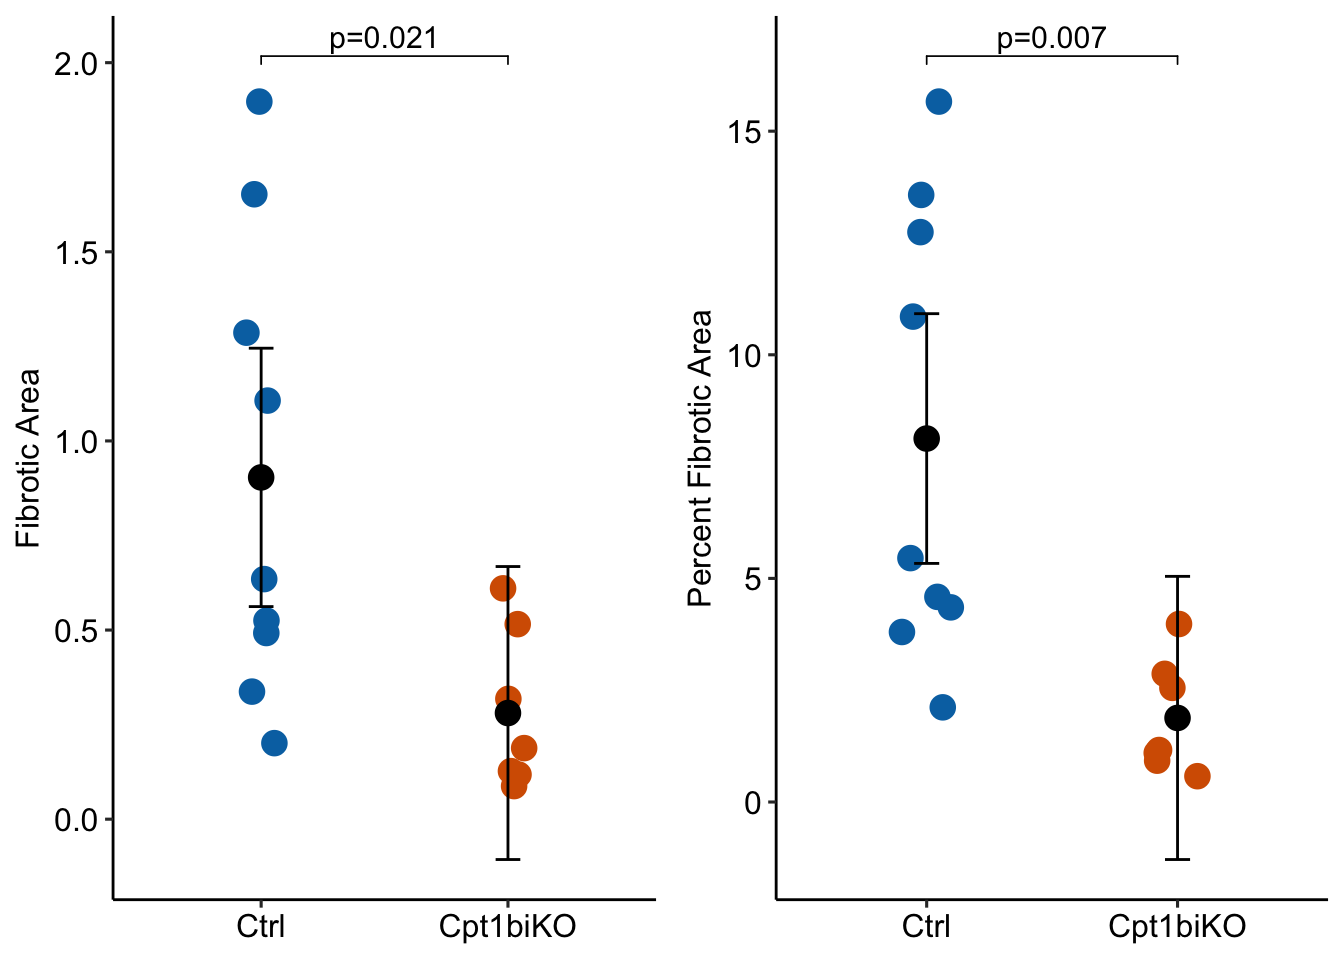 p=0.021
2.0
1.5
1.0
0.5
0.0
Fibrotic Area
Ctrl
Cpt1biKO
p=0.007
15
10
5
0
Percent Fibrotic Area
Ctrl
Cpt1biKO